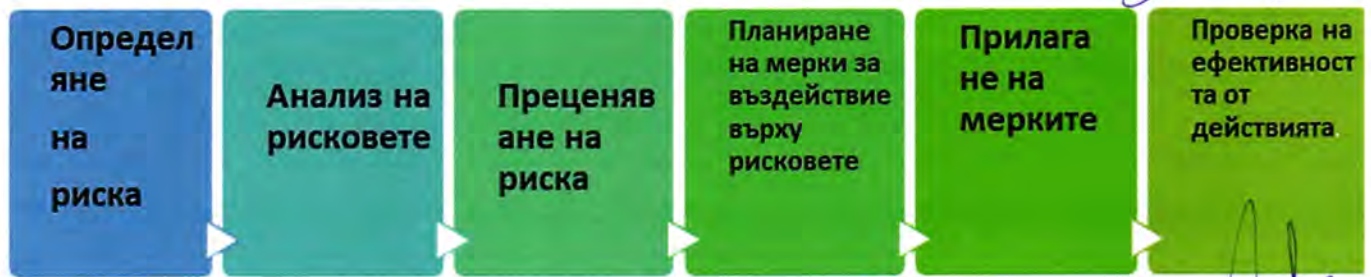 Определ
яне
на
риска
Анализ на
рисковете
Преценяв
ане на
риска
Планиране
на мерки за
въздействие
върху
рисковете
Прилага
не на
мерките
Проверка на
ефективност
та от
действията.